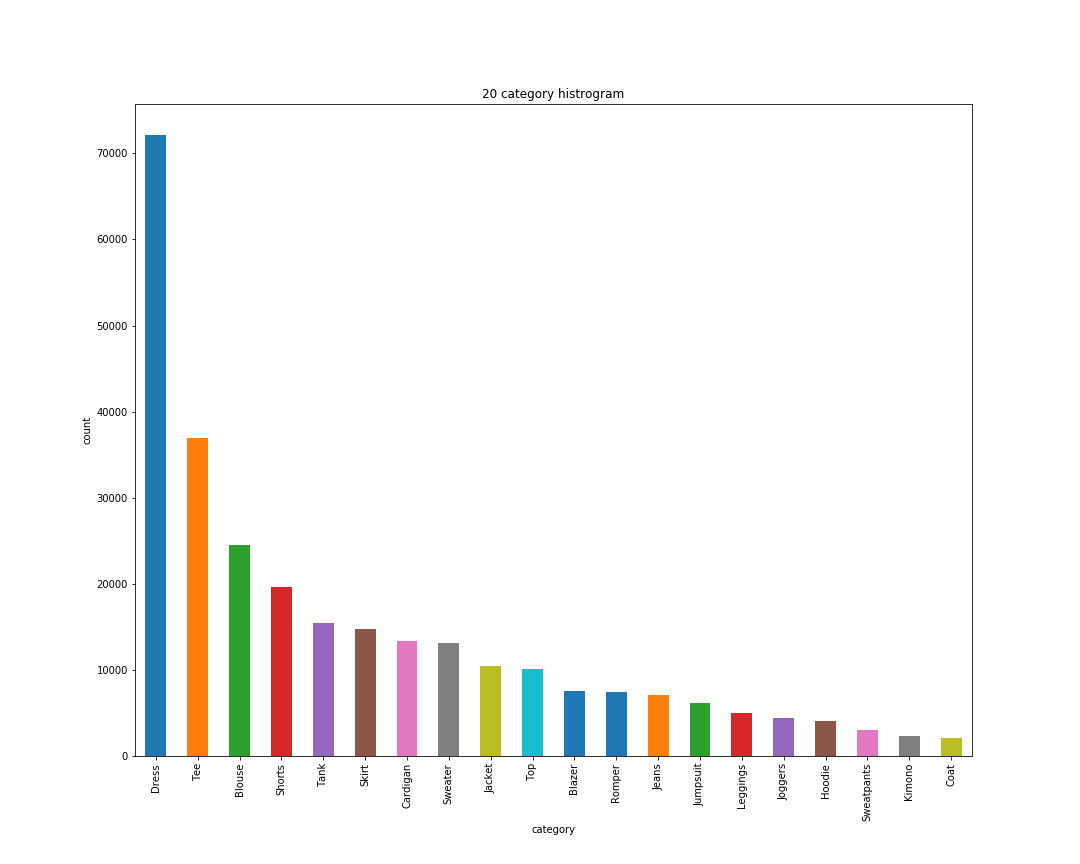 20 category histrogram
70000
60000
50000
40000
30000
20000
10000
0
count
Dress
Tee
Blouse
Shorts
Tank
Skirt
Cardigan
Sweater
Jacket
Top
Blazer
Romper
Jeans
Jumpsuit
Leggings
Joggers
Hoodie
Sweatpants
Kimono
Coat
category